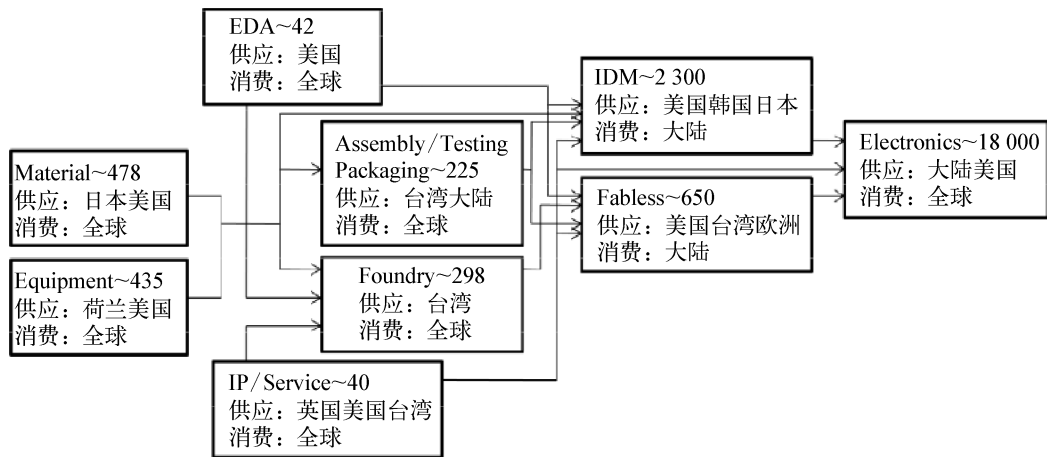 EDA~42
供应：美国
消费：全球
Material~478
供应：日本美国
消费：全球
Equipment~435
供应：荷兰美国
消费：全球
Assembly/Testing
Packaging~225
供应：台湾大陆
消费：全球
Foundry~298
供应：台湾
消费：全球
IP/Service~40
供应：英国美国台湾
消费：全球
IDM~2 300
供应：美国韩国日本
消费：大陆
Fabless~650
供应：美国台湾欧洲
消费：大陆
Electronics~18 000
供应：大陆美国
消费：全球